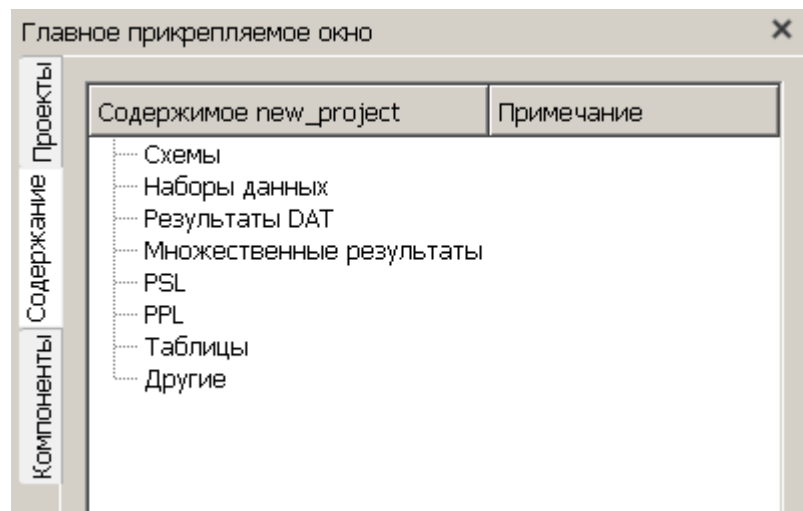 Главное прикрепляемое окно
Проекты
Содержание
Компоненты
Содержимое new_project Примечание
Схемы
Наборы данных
Результаты DAT
Множественные результаты
PSL
PPL
Таблицы
Другие